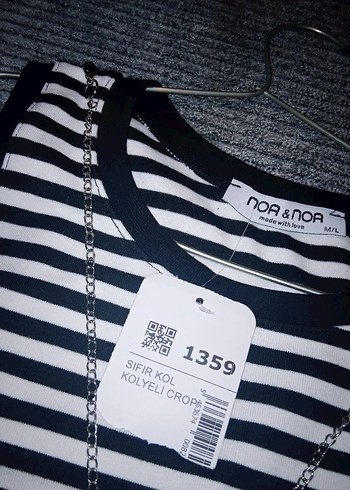 NOA & NOA
made with love
M/L
1359
SIFIR KOL
KOLYELİ CROP